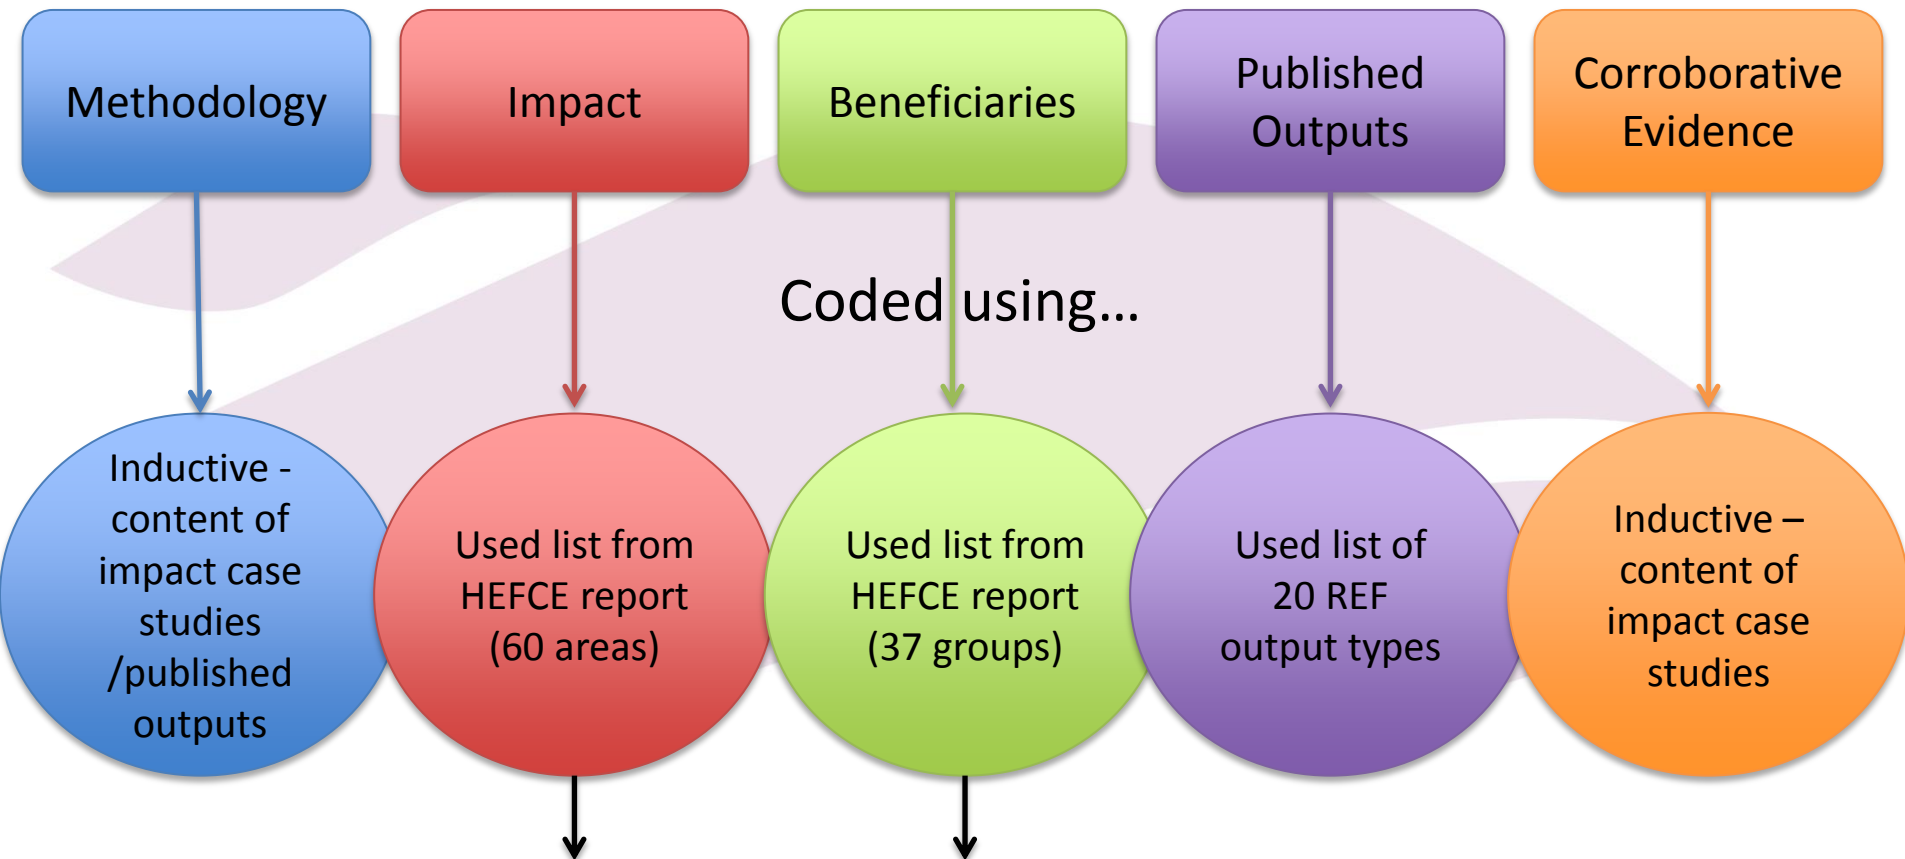 Methodology
Impact
Beneficiaries
Published
Outputs
Corroborative
Evidence
Coded using…
Inductive -
content of
impact case
studies
/published
outputs
Used list from
HEFCE report
(60 areas)
Used list from
HEFCE report
(37 groups)
Used list of
20 REF
output types
Inductive –
content of
impact case
studies